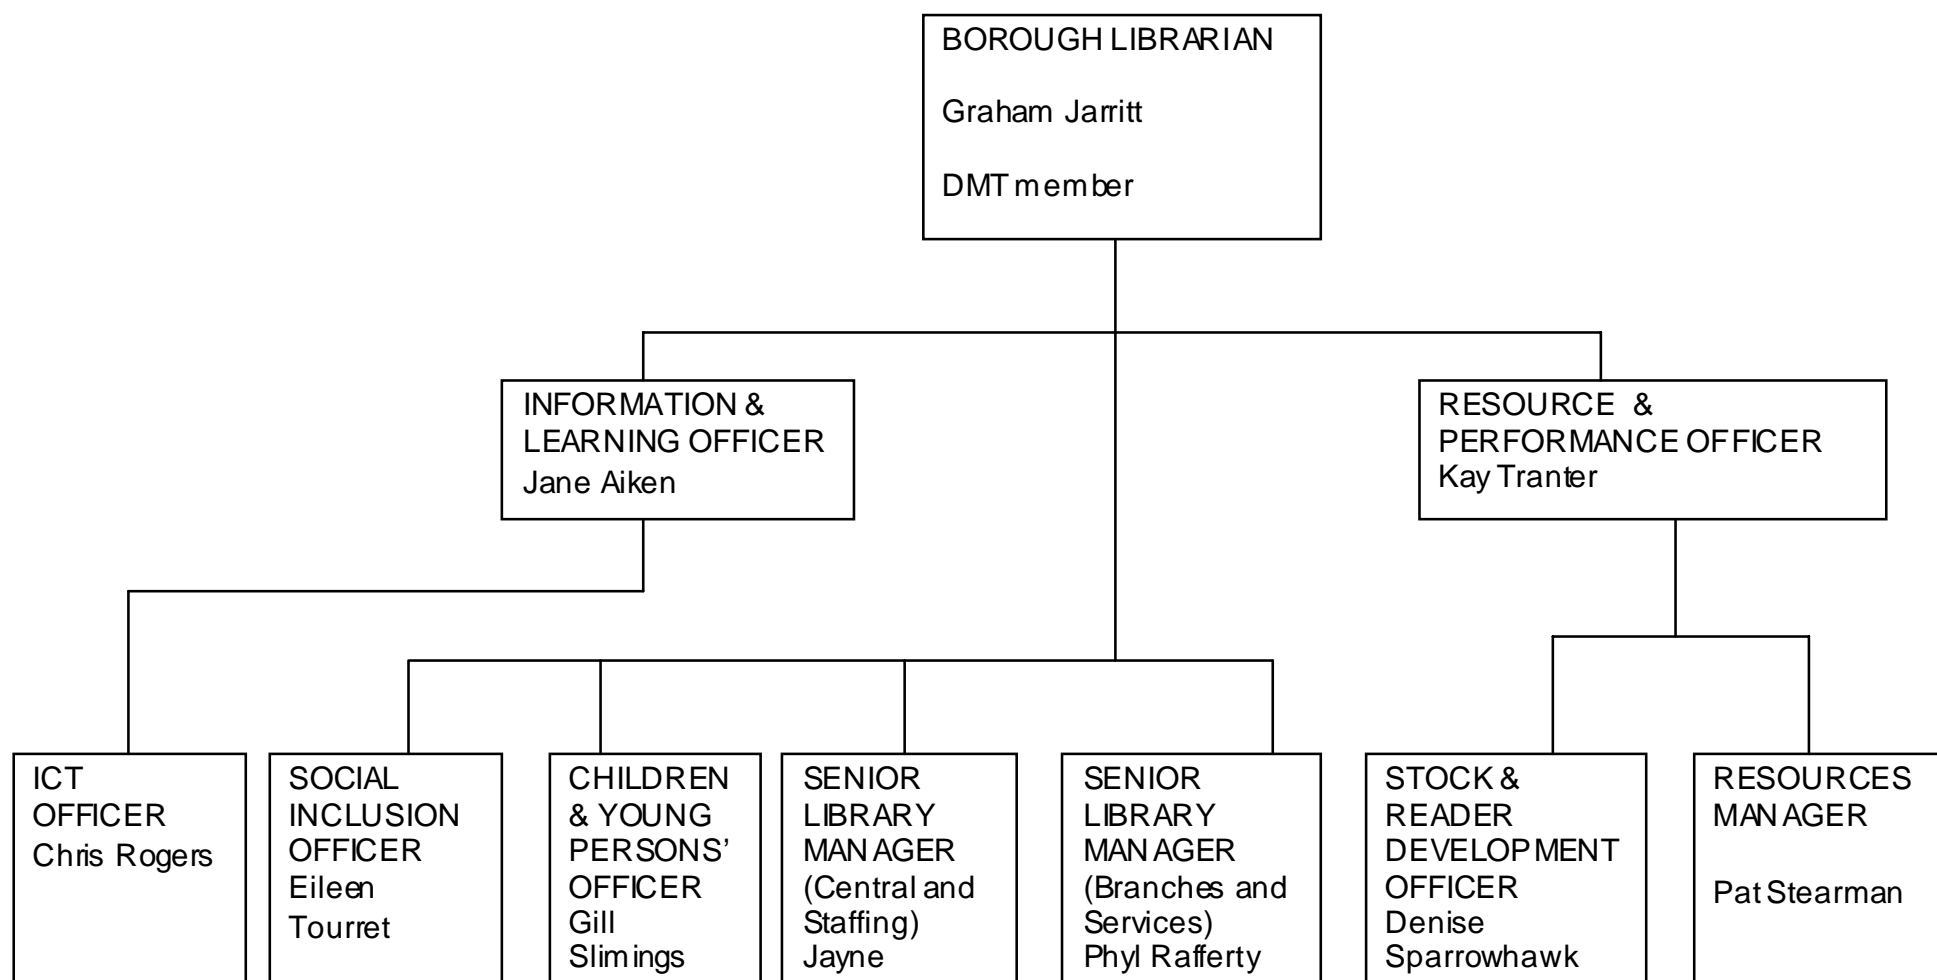 BOROUGH LIBRARIAN
Graham Jarritt
DMT member
INFORMATION &
LEARNING OFFICER
Jane Aiken
RESOURCE &
PERFORMANCE OFFICER
Kay Tranter
ICT
OFFICER
Chris Rogers
SOCIAL
INCLUSION
OFFICER
Eileen
Tourret
CHILDREN
& YOUNG
PERSONS’
OFFICER
Gill
Slimings
SENIOR
LIBRARY
MANAGER
(Central and
Staffing)
Jayne
SENIOR
LIBRARY
MANAGER
(Branches and
Services)
Phyl Rafferty
STOCK &
READER
DEVELOPMENT
OFFICER
Denise
Sparrowhawk
RESOURCES
MANAGER
Pat Stearman